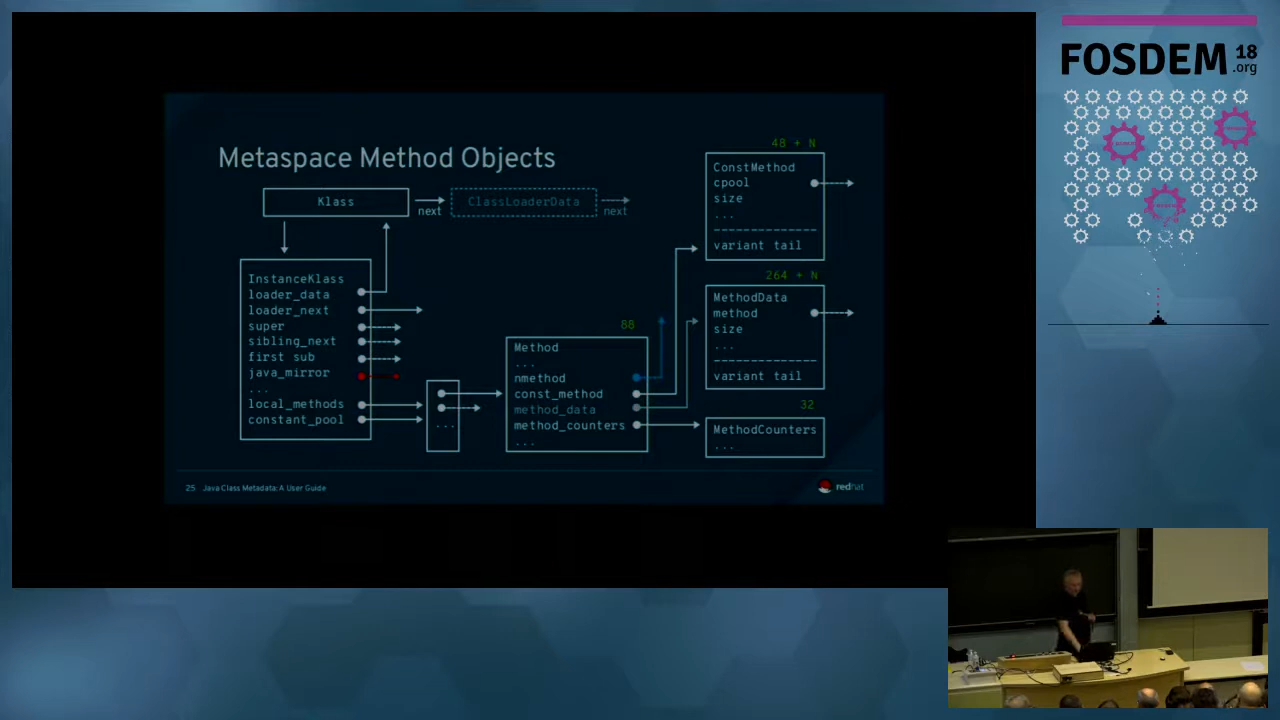 FOSDEM 18
.org
Metaspace Method Objects
Klass
next
ClassLoaderData
next
InstanceKlass
loader_data
loader_next
super
sibling_next
first sub
java_mirror
...
local_methods
constant_pool
...
88
Method
...
nmethod
const_method
method_data
method_counters
...
48 + N
ConstMethod
cpool
size
...
variant tail
264 + N
MethodData
method
size
...
variant tail
32
MethodCounters
...
25 Java Class Metadata: A User Guide
redhat